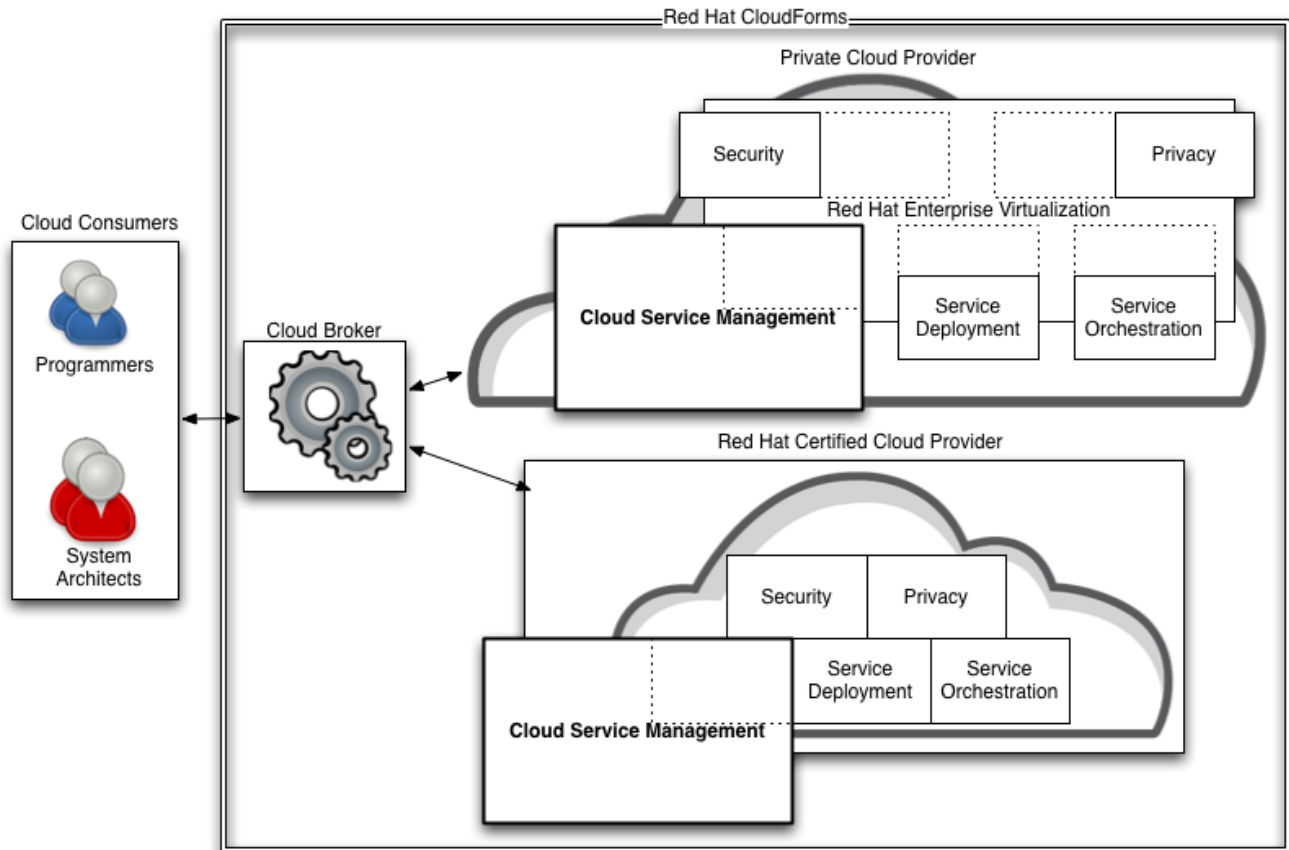 Red Hat CloudForms
Private Cloud Provider
Security
Privacy
Red Hat Enterprise Virtualization
Cloud Service Management
Service
Deployment
Service
Orchestration
Cloud Consumers
Programmers
System
Architects
Cloud Broker
Red Hat Certified Cloud Provider
Security
Privacy
Service
Deployment
Service
Orchestration
Cloud Service Management